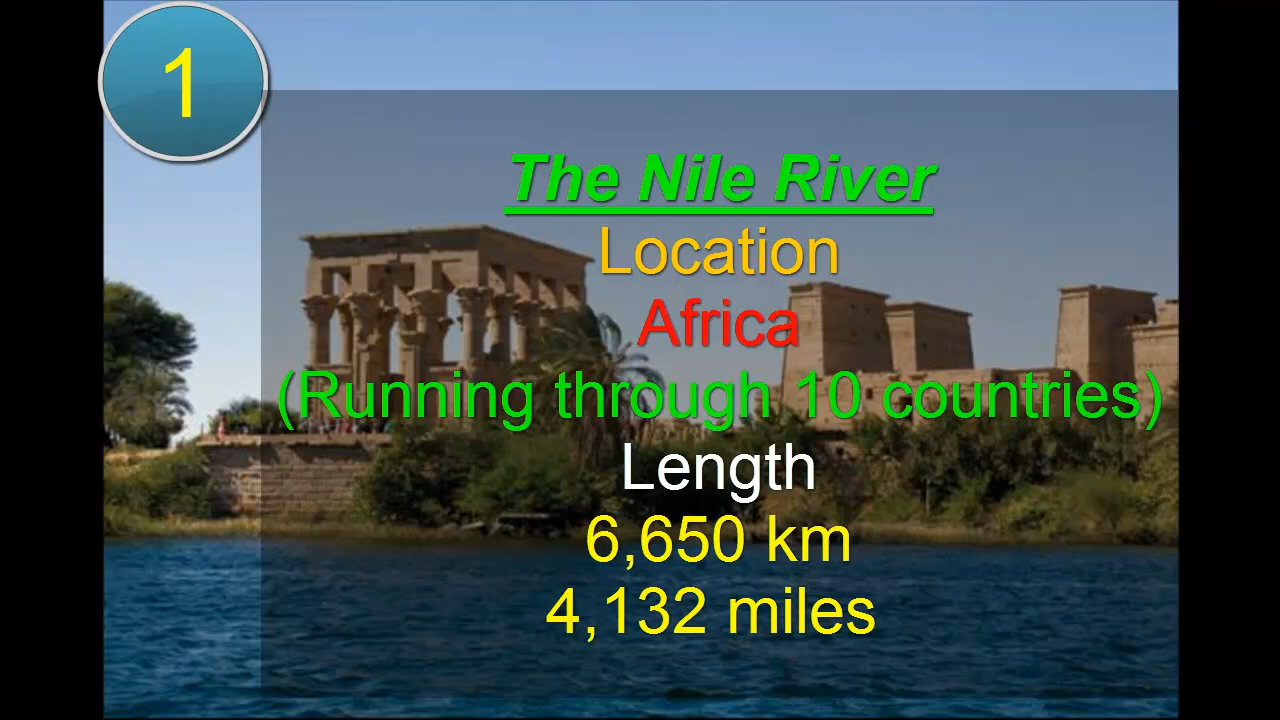 1
The Nile River
Location
Africa
(Running through 10 countries)
Length
6,650 km
4,132 miles